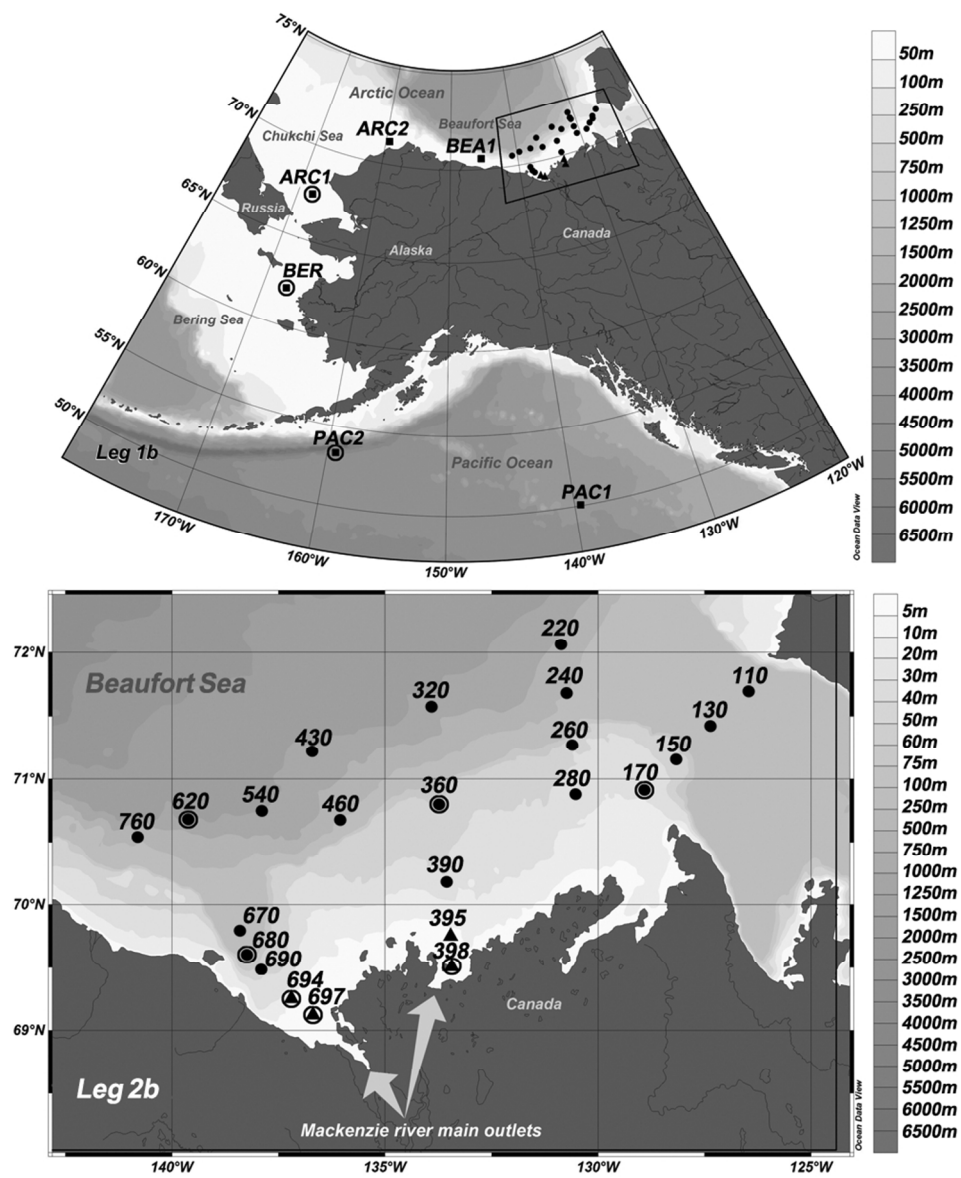 75°N
70°N
65°N
60°N
55°N
50°N
Arctic Ocean
Chukchi Sea
ARC2
Beaufort Sea
BEA1
ARC1
Russia
Alaska
Canada
BER
Bering Sea
PAC2
Leg 1b
Pacific Ocean
PAC1
170°W
160°W
150°W
140°W
130°W
120°W
Ocean Data View
50m
100m
250m
500m
750m
1000m
1250m
1500m
2000m
2500m
3000m
3500m
4000m
4500m
5000m
5500m
6000m
6500m
72°N
71°N
70°N
69°N
Beaufort Sea
220
240
110
320
130
260
430
150
280
170
360
620
540
460
760
390
670
395
680
398
690
694
697
Canada
Leg 2b
Mackenzie river main outlets
140°W
135°W
130°W
125°W
Ocean Data View
5m
10m
20m
30m
40m
50m
60m
75m
100m
250m
500m
750m
1000m
1250m
1500m
2000m
2500m
3000m
3500m
4000m
4500m
5000m
5500m
6000m
6500m